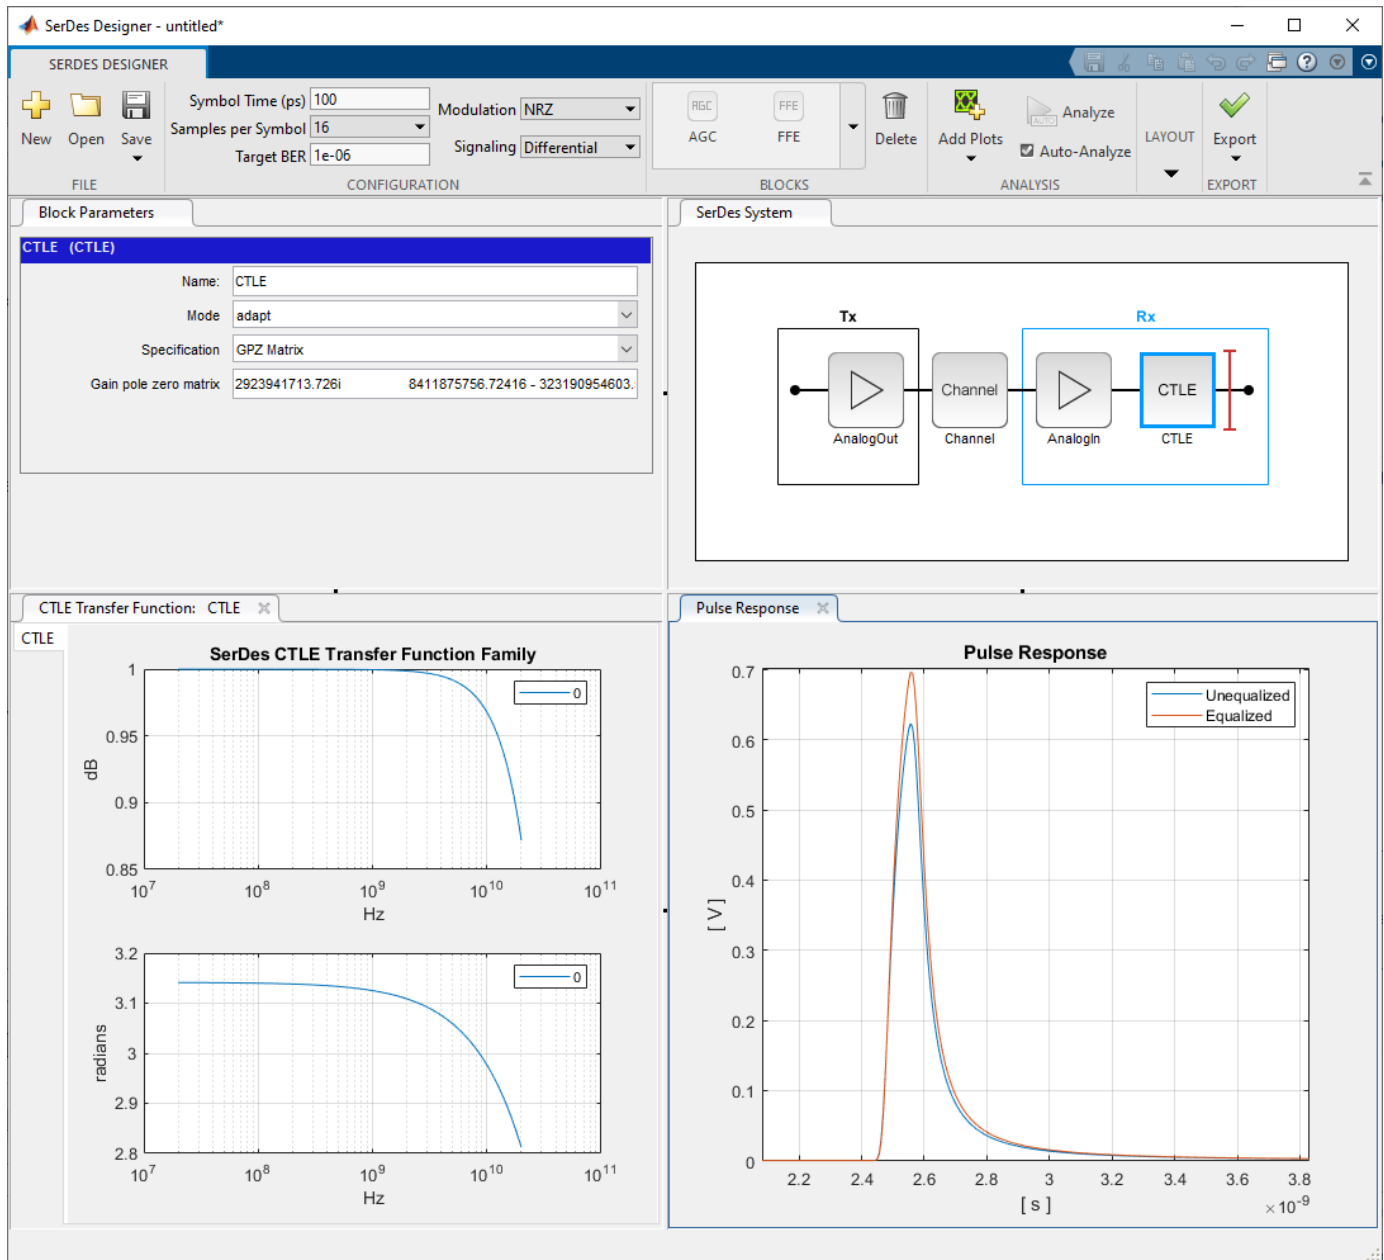 SerDes Designer - untitled*
SERDES DESIGNER
New
Open
Save
FILE
Symbol Time (ps) 100
Samples per Symbol 16
Target BER 1e-06
Modulation NRZ
Signaling Differential
CONFIGURATION
AGC
AGC
FFE
FFE
BLOCKS
Delete
Add Plots
AUTO
Analyze
Auto-Analyze
ANALYSIS
LAYOUT
Export
EXPORT
Block Parameters
CTLE (CTLE)
Name: CTLE
Mode adapt
Specification GPZ Matrix
Gain pole zero matrix 2923941713.726i 8411875756.72416 - 323190954603.
SerDes System
Tx
Rx
Channel
CTLE
AnalogOut
Channel
AnalogIn
CTLE
CTLE Transfer Function: CTLE
CTLE
SerDes CTLE Transfer Function Family
1
0.95
0.9
0.85
dB
0
10^7 10^8 10^9 10^10 10^11
Hz
3.2
3.1
3
2.9
2.8
radians
0
10^7 10^8 10^9 10^10 10^11
Hz
Pulse Response
Pulse Response
Unequalized
Equalized
0.7
0.6
0.5
0.4
0.3
0.2
0.1
0
[ V ]
2.2 2.4 2.6 2.8 3 3.2 3.4 3.6 3.8
[ s ]
×10^-9